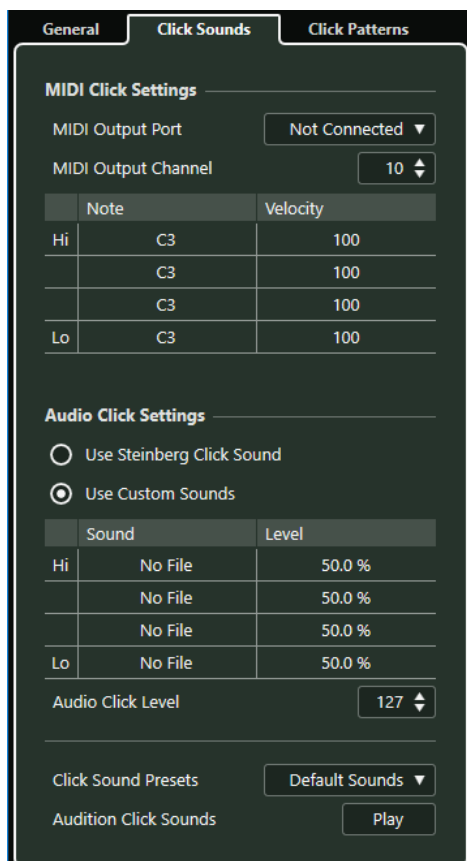 General Click Sounds Click Patterns
MIDI Click Settings
MIDI Output Port Not Connected
MIDI Output Channel 10
Note Velocity
Hi C3 100
C3 100
C3 100
Lo C3 100
Audio Click Settings
Use Steinberg Click Sound
Use Custom Sounds
Sound Level
Hi No File 50.0 %
No File 50.0 %
No File 50.0 %
Lo No File 50.0 %
Audio Click Level 127
Click Sound Presets Default Sounds
Audition Click Sounds Play